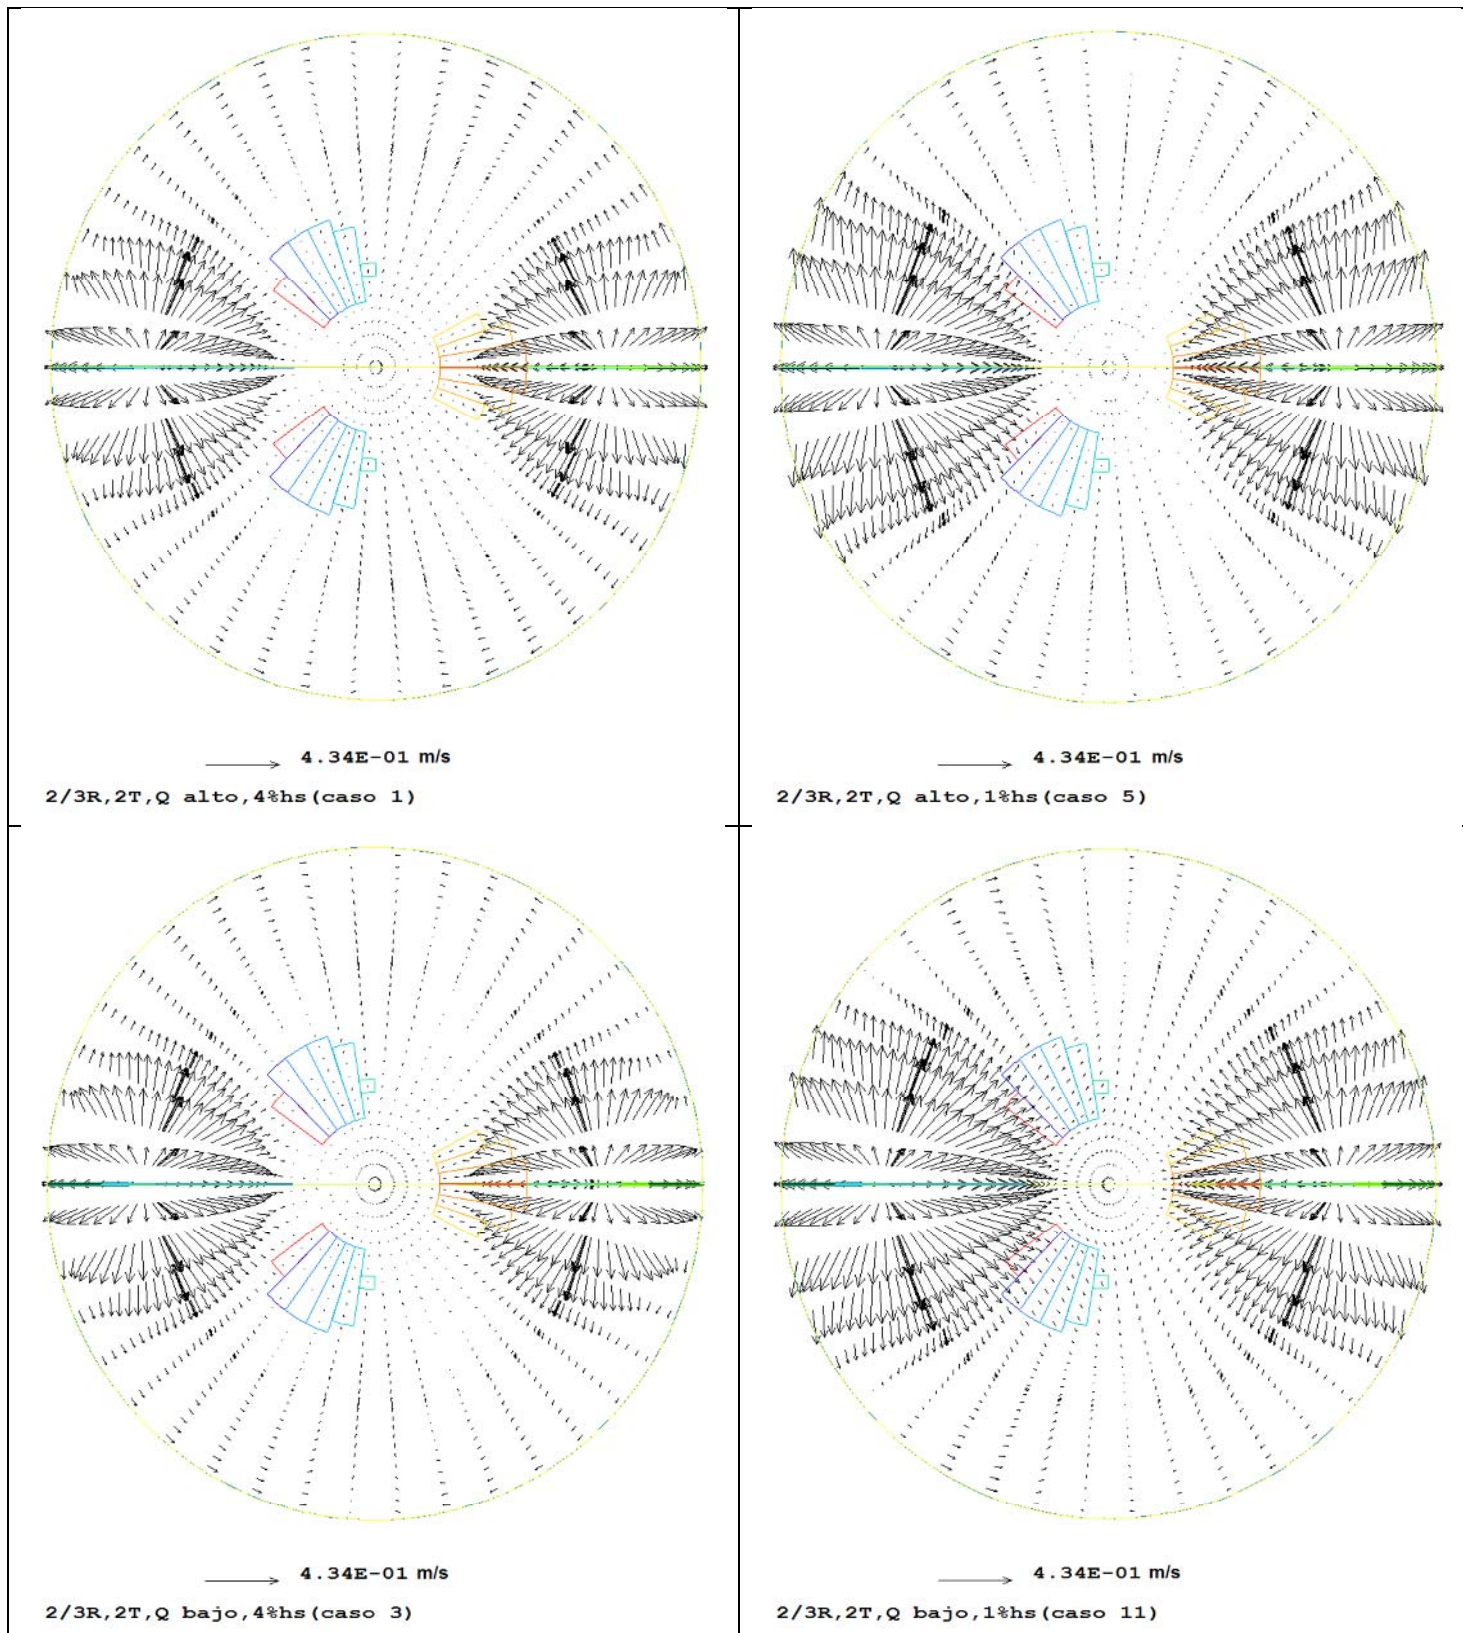 4.34E-01 m/s
2/3R,2T,Q alto,4%hs(caso 1)
4.34E-01 m/s
2/3R,2T,Q alto,1%hs(caso 5)
4.34E-01 m/s
2/3R,2T,Q bajo,4%hs(caso 3)
4.34E-01 m/s
2/3R,2T,Q bajo,1%hs(caso 11)